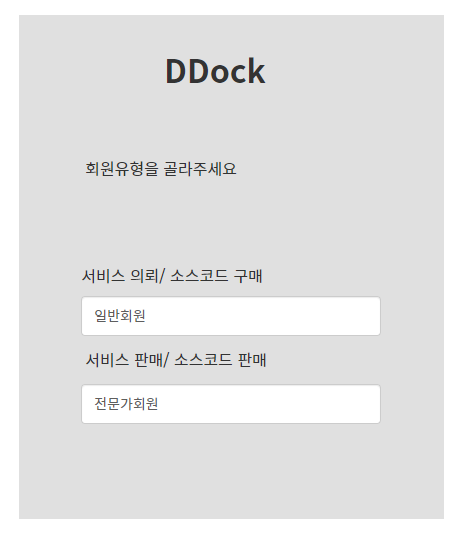 DDock
회원유형을 골라주세요
서비스 의뢰/ 소스코드 구매
일반회원
서비스 판매/ 소스코드 판매
전문가회원